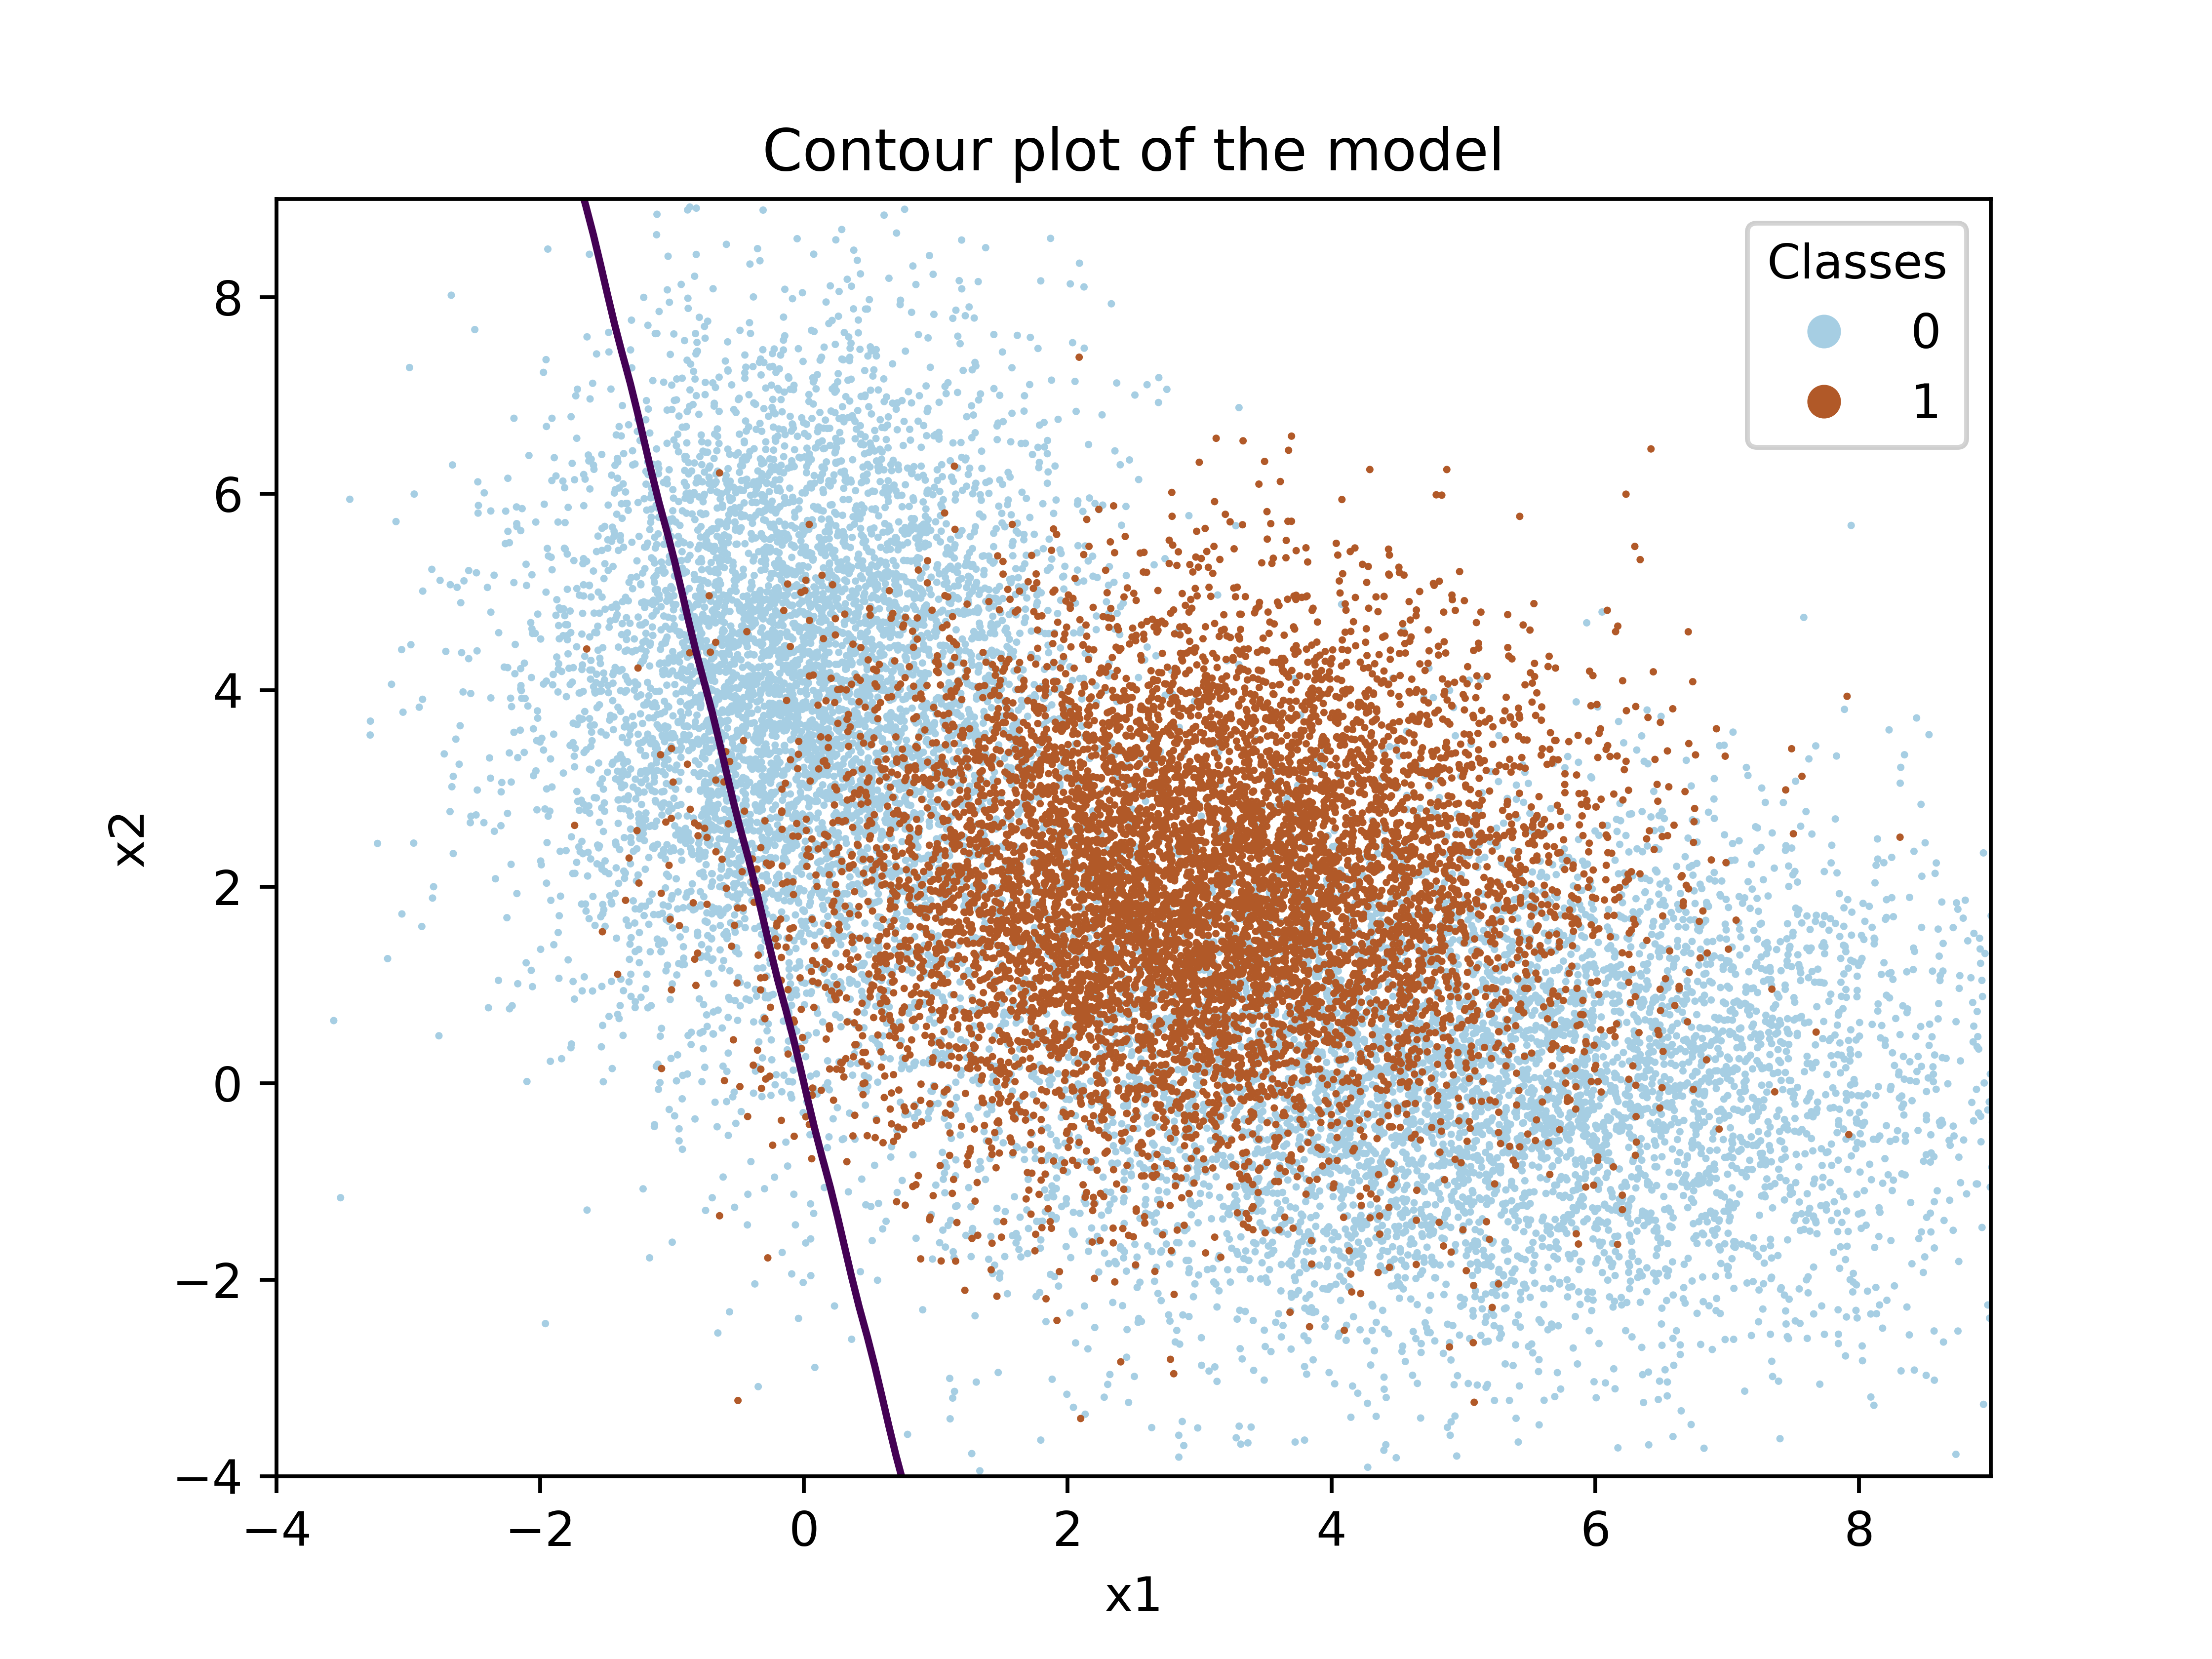 Contour plot of the model
Classes
0
1
x2
8
6
4
2
0
−2
−4
−4 −2 0 2 4 6 8
x1